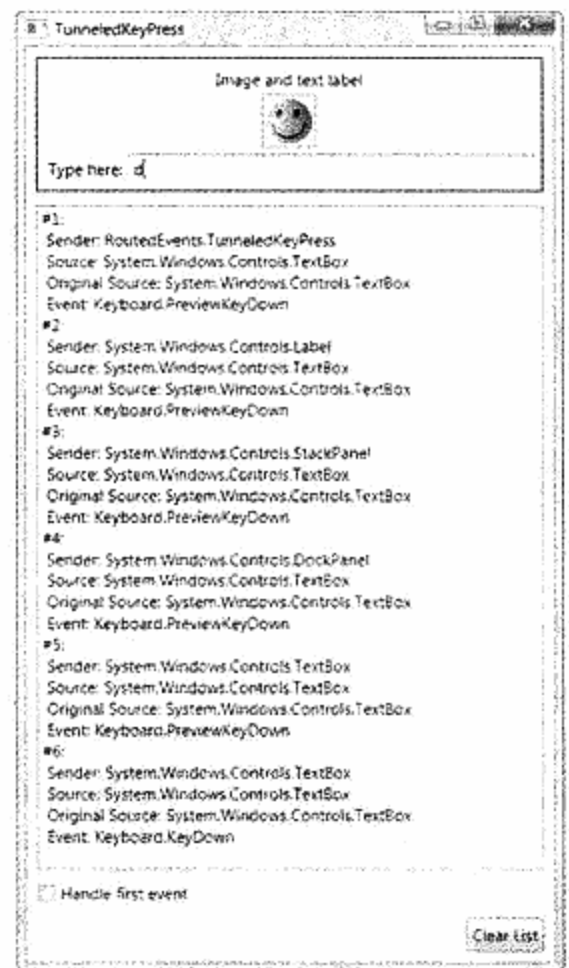 TunneledKeyPress
Image and text label
Type here: d
#1:
Sender: RoutedEvents.TunneledKeyPress
Source: System.Windows.Controls.TextBox
Original Source: System.Windows.Controls.TextBox
Event: Keyboard.PreviewKeyDown
#2:
Sender: System.Windows.Controls.Label
Source: System.Windows.Controls.TextBox
Original Source: System.Windows.Controls.TextBox
Event: Keyboard.PreviewKeyDown
#3:
Sender: System.Windows.Controls.StackPanel
Source: System.Windows.Controls.TextBox
Original Source: System.Windows.Controls.TextBox
Event: Keyboard.PreviewKeyDown
#4:
Sender: System.Windows.Controls.DockPanel
Source: System.Windows.Controls.TextBox
Original Source: System.Windows.Controls.TextBox
Event: Keyboard.PreviewKeyDown
#5:
Sender: System.Windows.Controls.TextBox
Source: System.Windows.Controls.TextBox
Original Source: System.Windows.Controls.TextBox
Event: Keyboard.PreviewKeyDown
#6:
Sender: System.Windows.Controls.TextBox
Source: System.Windows.Controls.TextBox
Original Source: System.Windows.Controls.TextBox
Event: Keyboard.KeyDown
Handle first event
Clear List